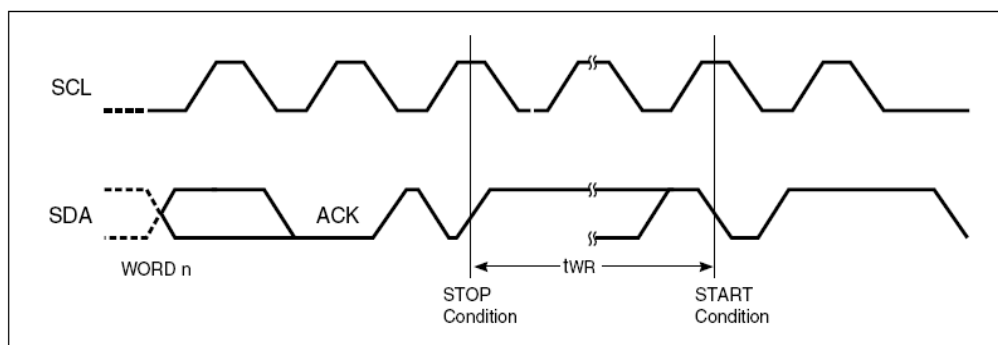 SCL
SDA
ACK
WORD n
tWR
STOP
Condition
START
Condition